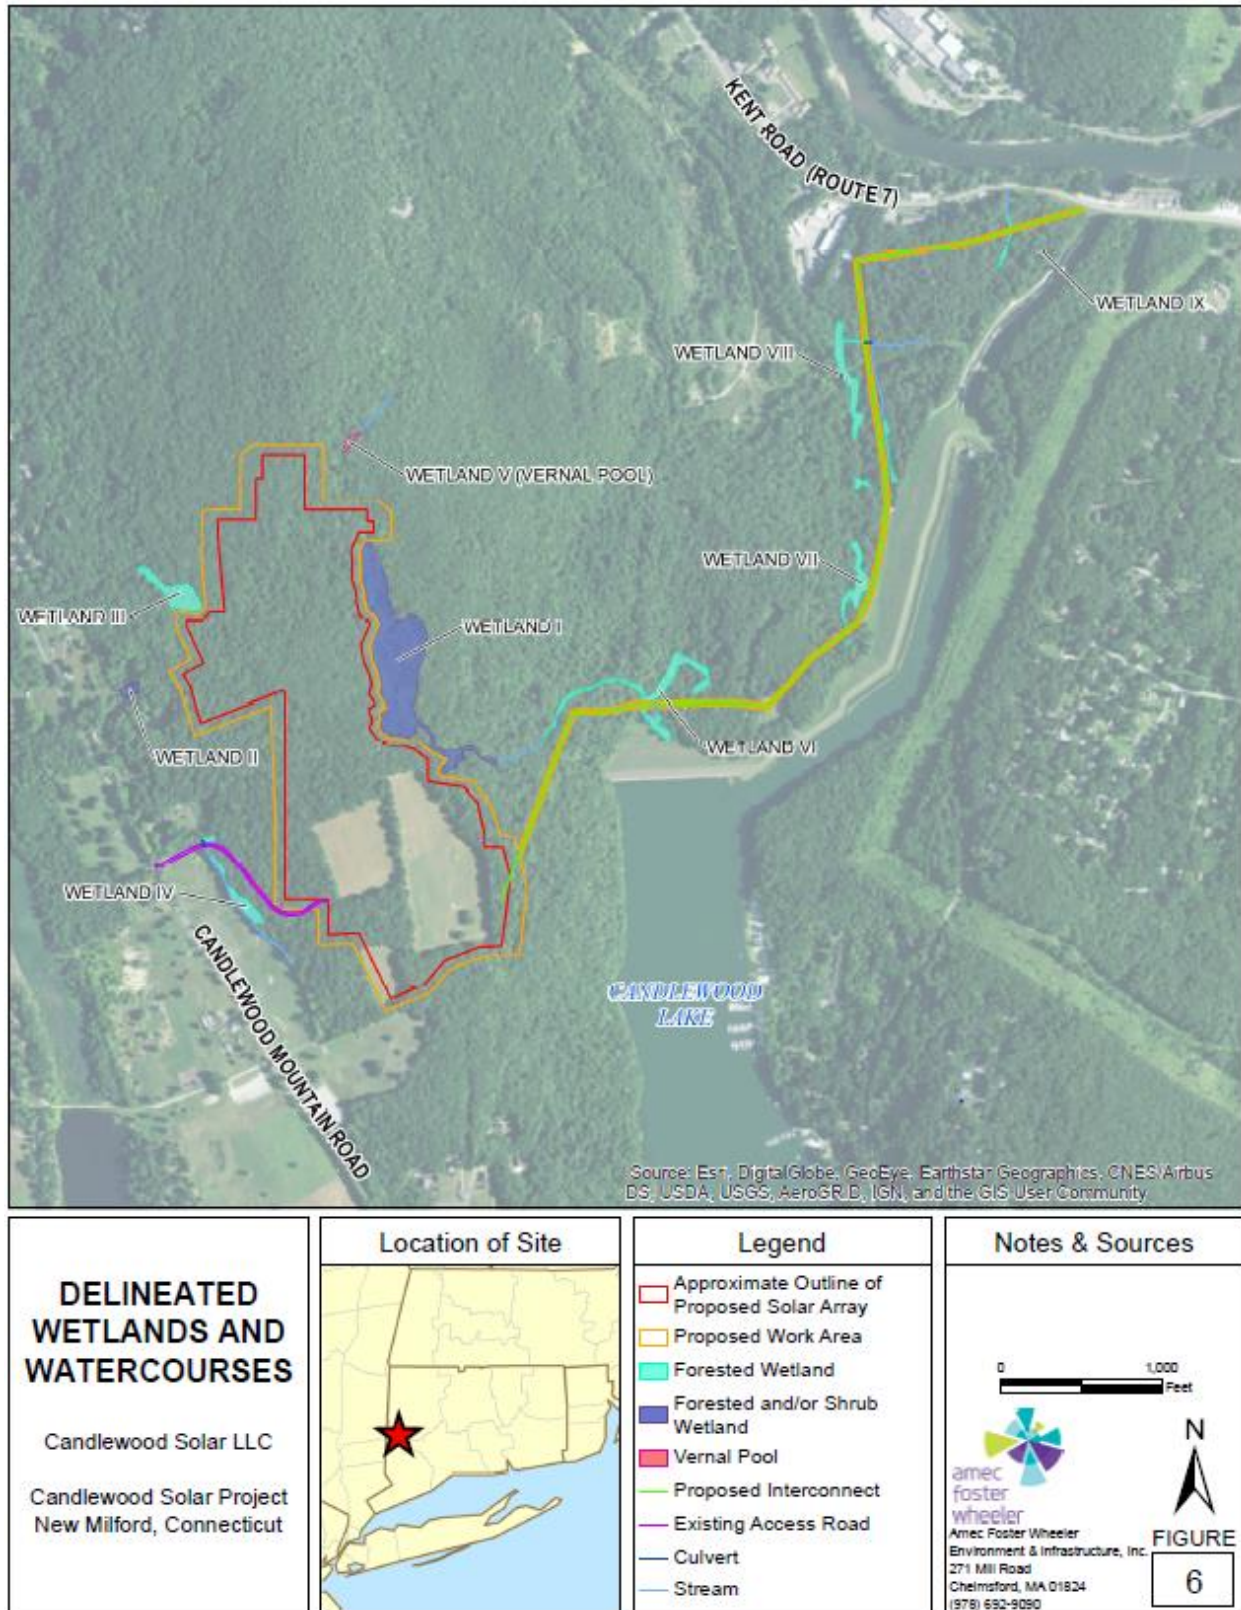 KENT ROAD (ROUTE 7)
WETLAND IX
WETLAND VIII
WETLAND V (VERNAL POOL)
WETLAND VII
WETLAND III
WETLAND I
WETLAND II
WETLAND VI
WETLAND IV
CANDLEWOOD MOUNTAIN ROAD
CANDLEWOOD
LAKE
Source: Esri, DigitalGlobe, GeoEye, Earthstar Geographics, CNES/Airbus
DS, USDA, USGS, AeroGRID, IGN, and the GIS User Community
DELINEATED
WETLANDS AND
WATERCOURSES
Candlewood Solar LLC
Candlewood Solar Project
New Milford, Connecticut
Location of Site
Legend
Approximate Outline of
Proposed Solar Array
Proposed Work Area
Forested Wetland
Forested and/or Shrub
Wetland
Vernal Pool
Proposed Interconnect
Existing Access Road
Culvert
Stream
Notes & Sources
0 1,000
Feet
N
amec
foster
wheeler
Amec Foster Wheeler
Environment & Infrastructure, Inc.
271 Mill Road
Chelmsford, MA 01824
(978) 692-9090
FIGURE
6